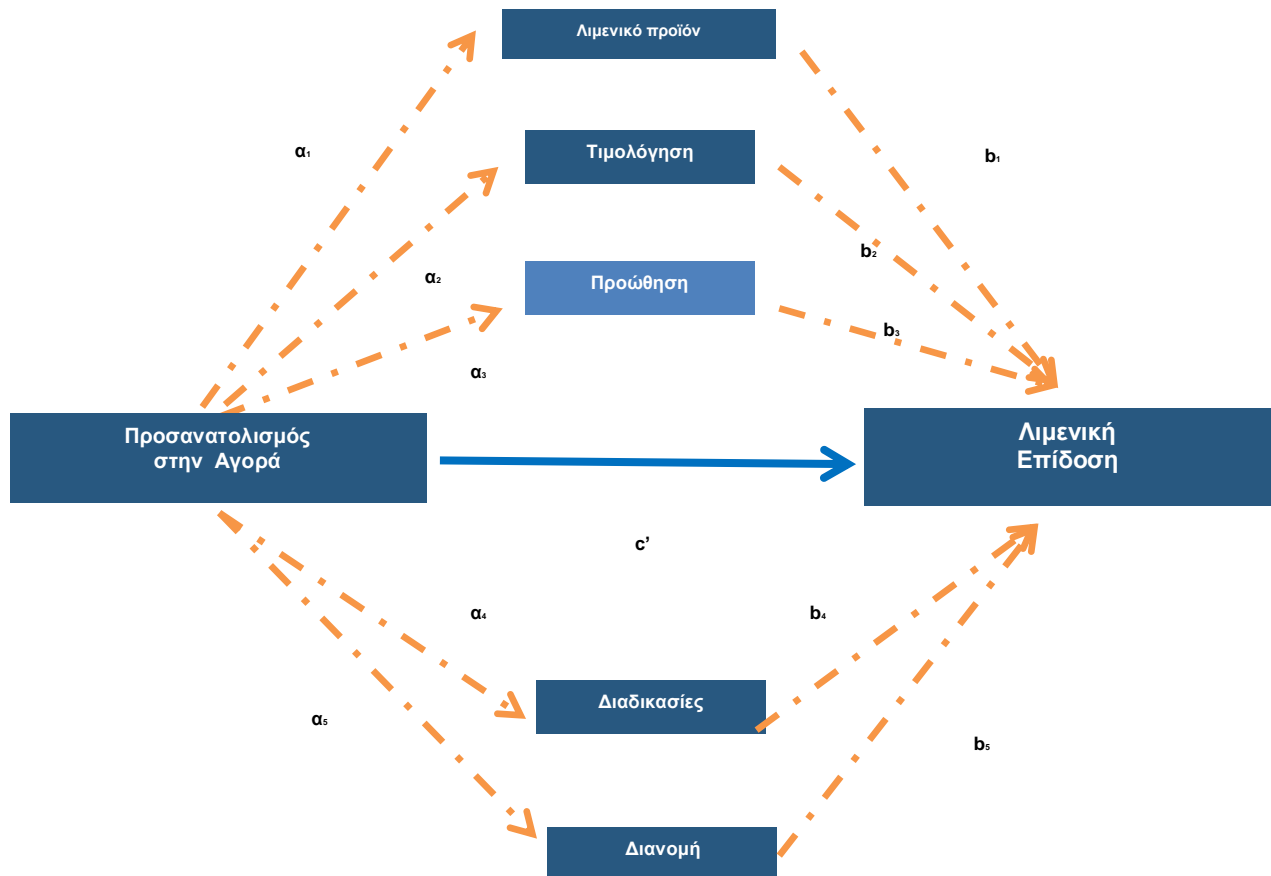 Λιμενικό προϊόν
α₁
Τιμολόγηση
b₁
b₂
α₂
Προώθηση
b₃
α₃
Προσανατολισμός
στην Αγορά
Λιμενική
Επίδοση
c’
α₄
b₄
Διαδικασίες
α₅
b₅
Διανομή